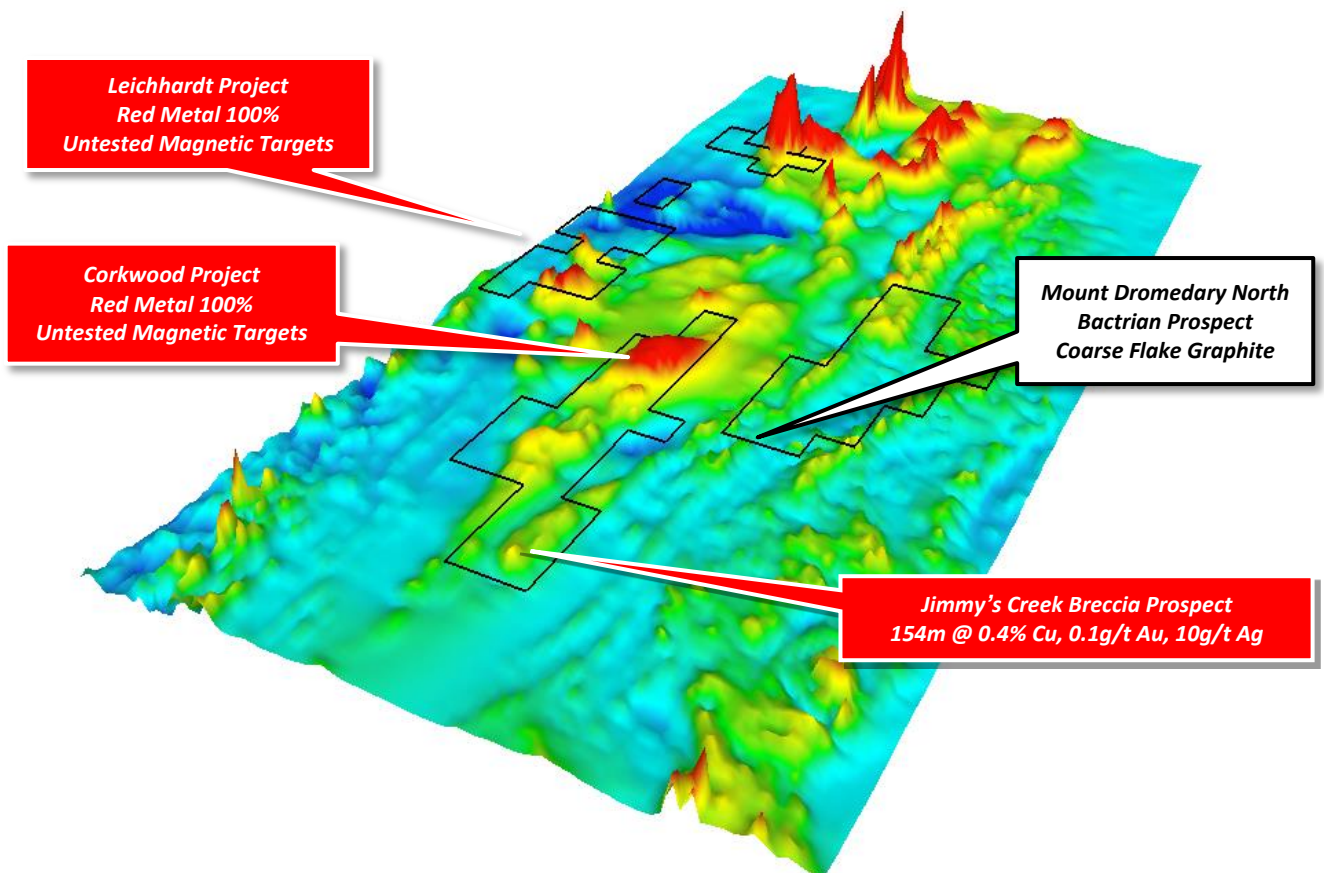 Leichhardt Project
Red Metal 100%
Untested Magnetic Targets
Corkwood Project
Red Metal 100%
Untested Magnetic Targets
Mount Dromedary North
Bactrian Prospect
Coarse Flake Graphite
Jimmy’s Creek Breccia Prospect
154m @ 0.4% Cu, 0.1g/t Au, 10g/t Ag